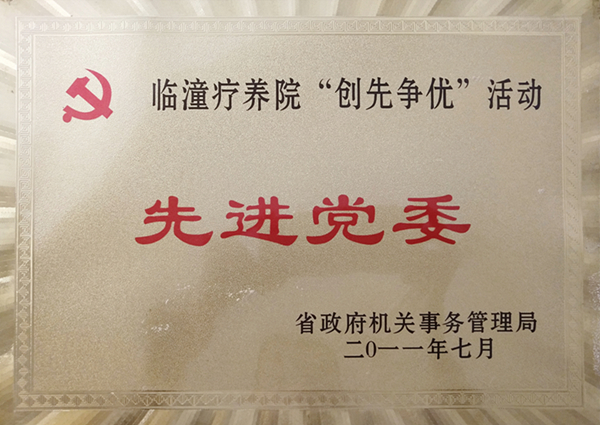 临潼疗养院“创先争优”活动
先进党委
省政府机关事务管理局
二0一一年七月